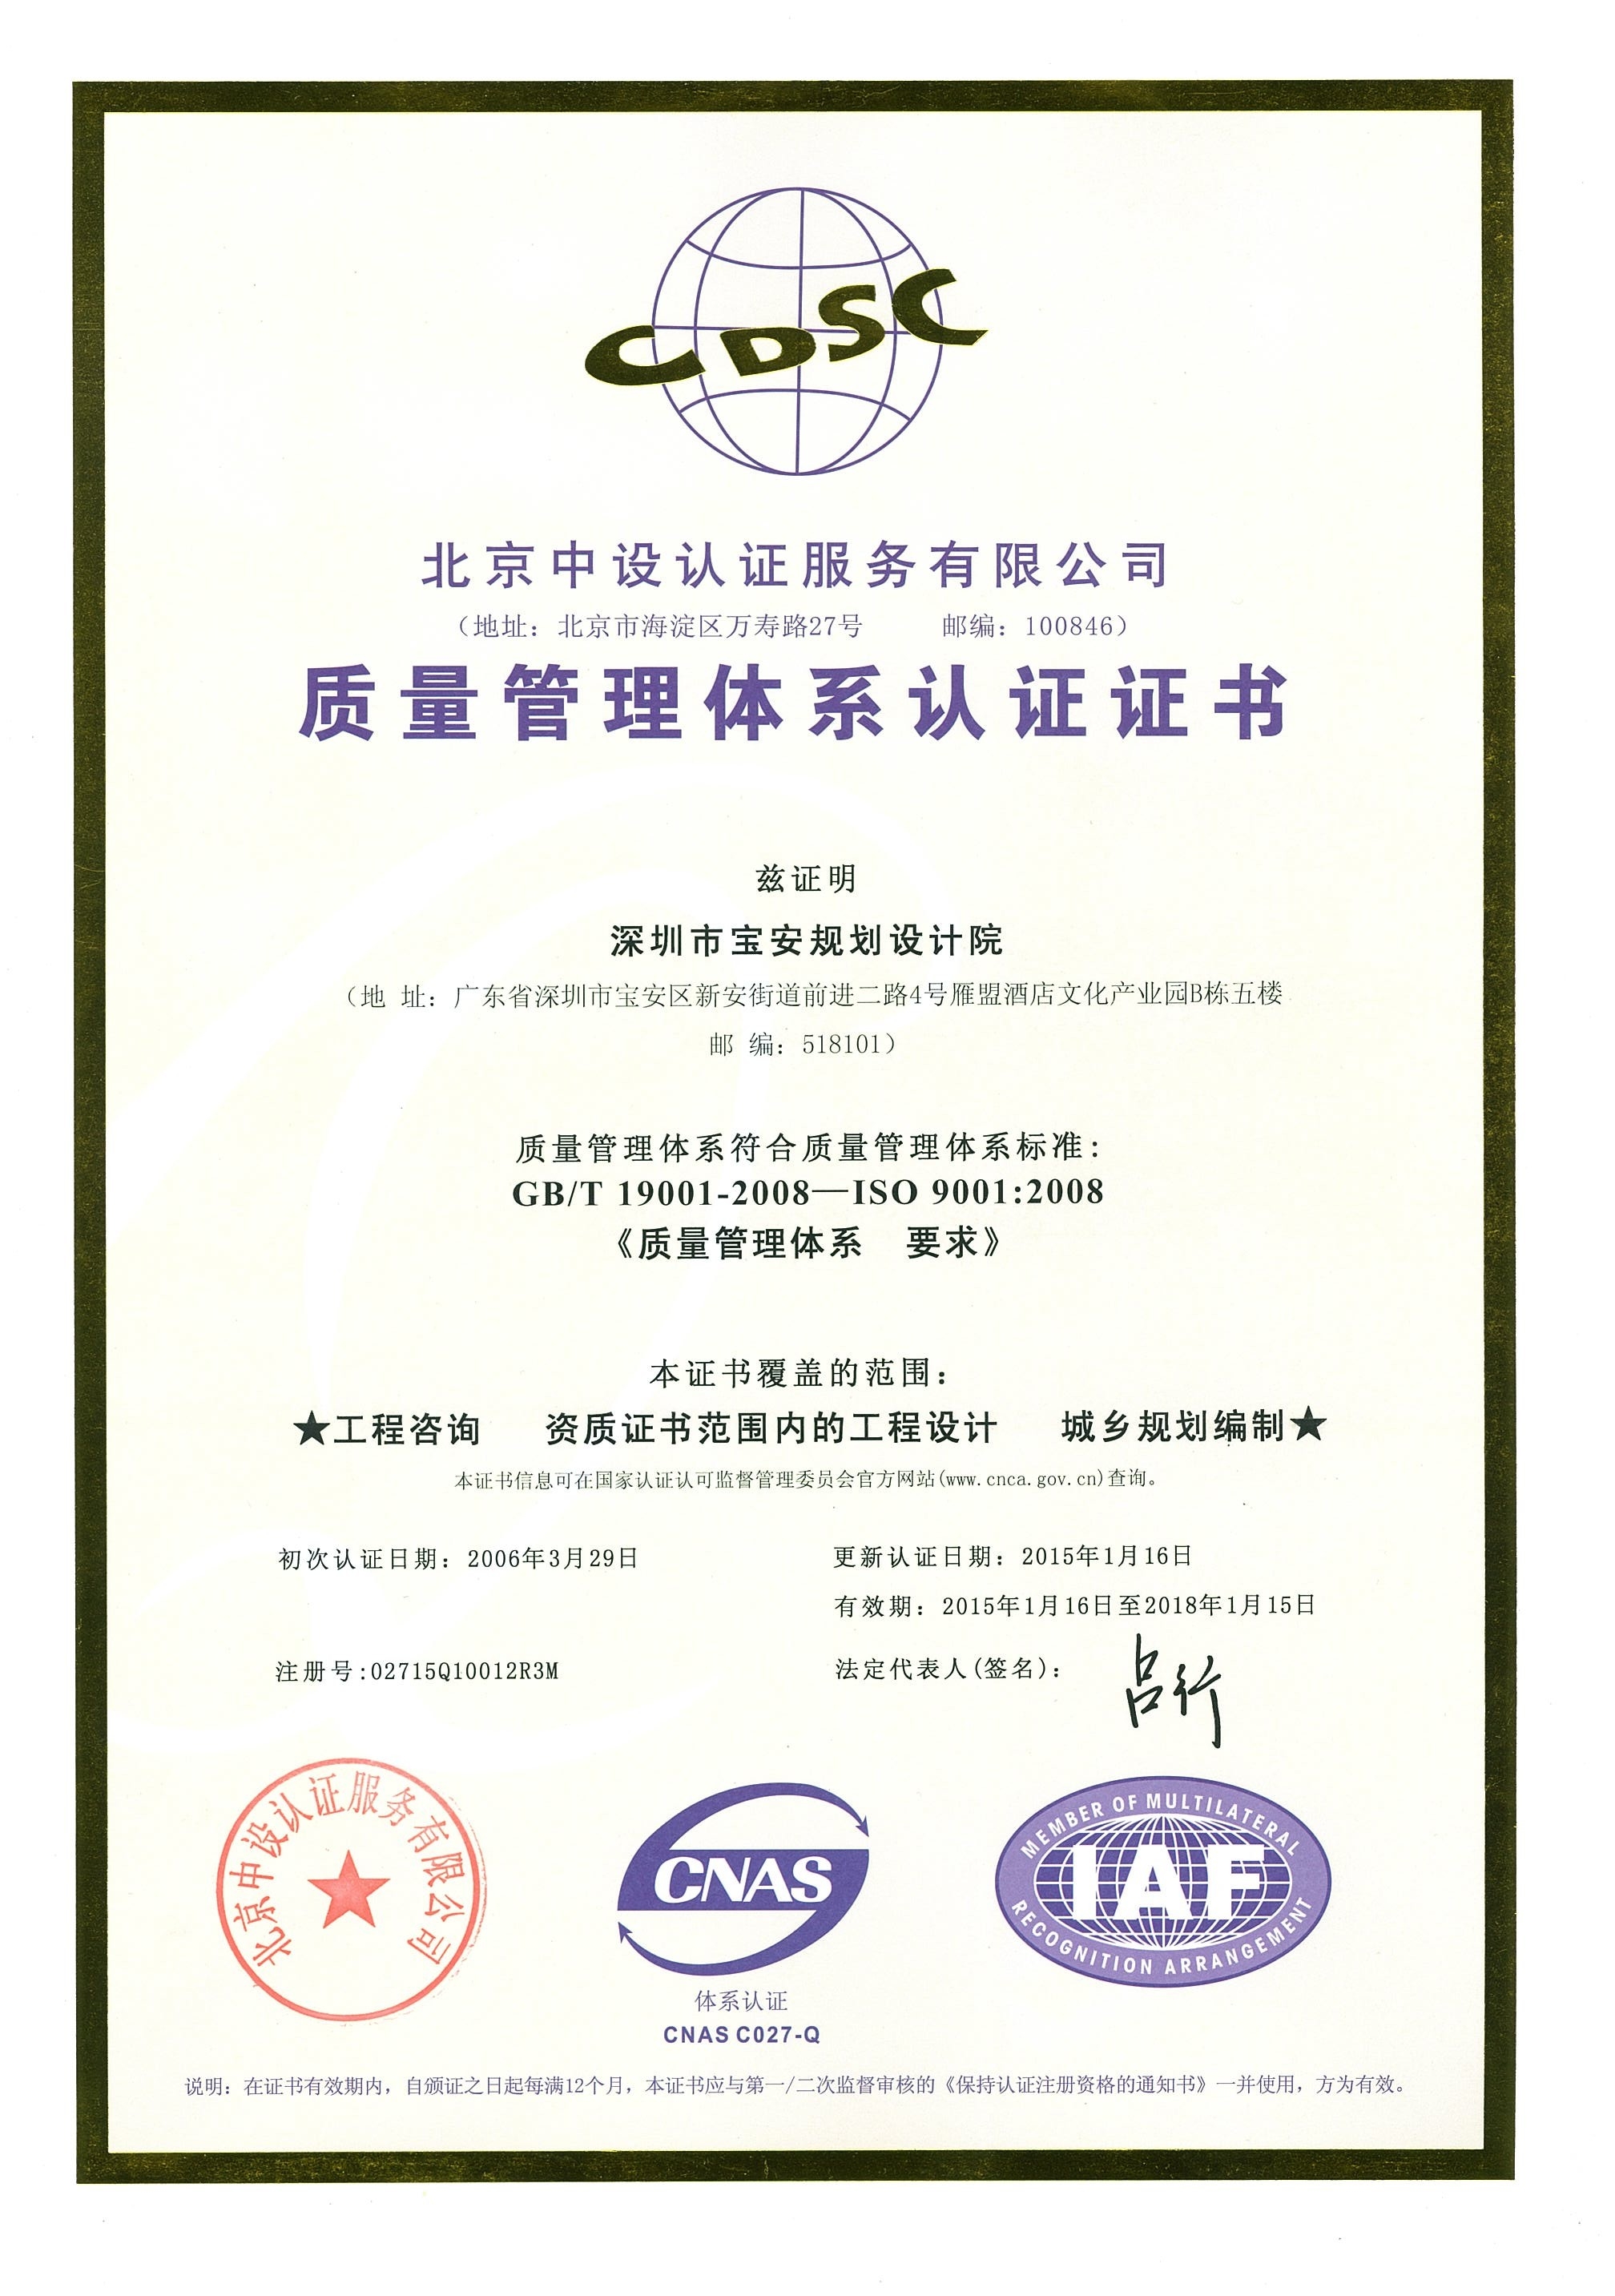 CDSC
北京中设认证服务有限公司
（地址：北京市海淀区万寿路27号 邮编：100846）
质量管理体系认证证书
兹证明
深圳市宝安规划设计院
（地 址：广东省深圳市宝安区新安街道前进二路4号雁盟酒店文化产业园B栋五楼
邮 编：518101）
质量管理体系符合质量管理体系标准：
GB/T 19001-2008—ISO 9001:2008
《质量管理体系 要求》
本证书覆盖的范围：
★工程咨询 资质证书范围内的工程设计 城乡规划编制★
本证书信息可在国家认证认可监督管理委员会官方网站(www.cnca.gov.cn)查询。
初次认证日期：2006年3月29日
更新认证日期：2015年1月16日
有效期：2015年1月16日至2018年1月15日
注册号:02715Q10012R3M
法定代表人(签名)：
北京中设认证服务有限公司
CNAS
体系认证
CNAS C027-Q
MEMBER OF MULTILATERAL
IAF
RECOGNITION ARRANGEMENT
说明：在证书有效期内，自颁证之日起每满12个月，本证书应与第一/二次监督审核的《保持认证注册资格的通知书》一并使用，方为有效。